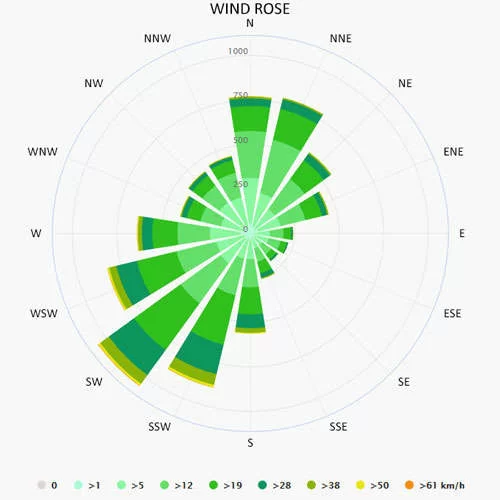 WIND ROSE
N
NNW
NNE
1000
NW
NE
750
500
WNW
ENE
250
W
0
E
WSW
ESE
SW
SE
SSW
SSE
S
0 >1 >5 >12 >19 >28 >38 >50 >61 km/h